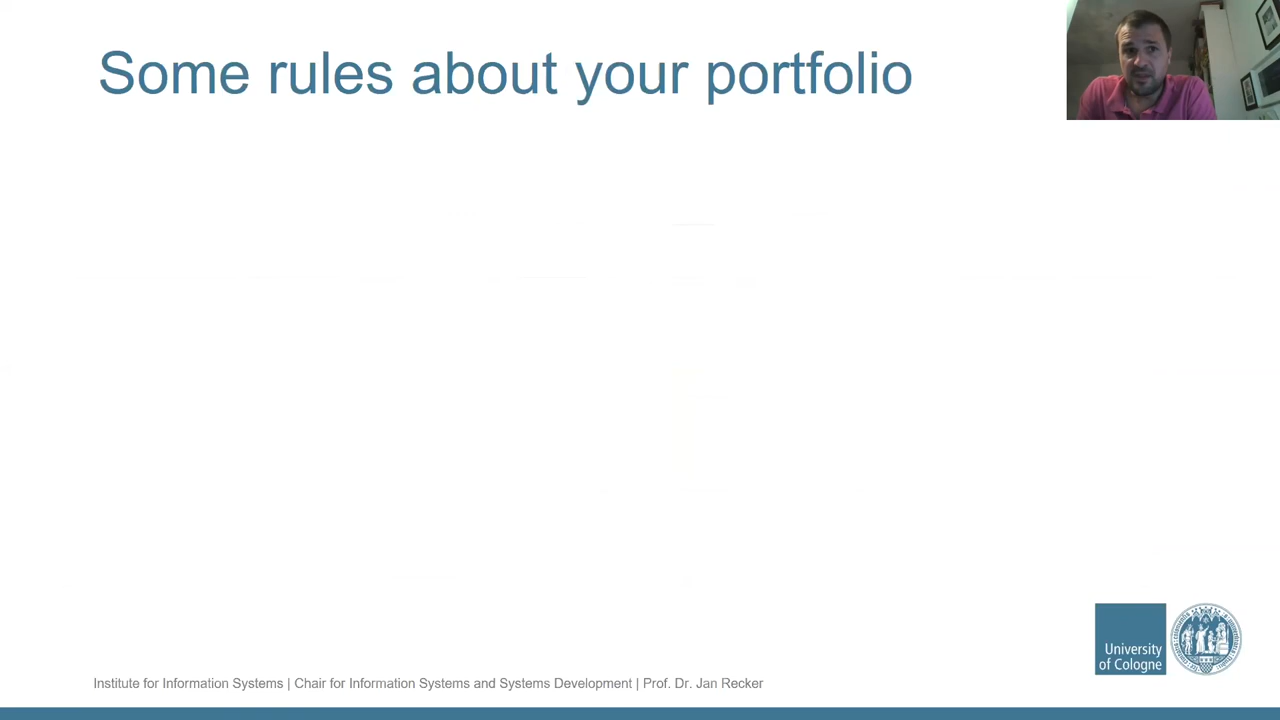 Some rules about your portfolio
University
of Cologne
Institute for Information Systems | Chair for Information Systems and Systems Development | Prof. Dr. Jan Recker